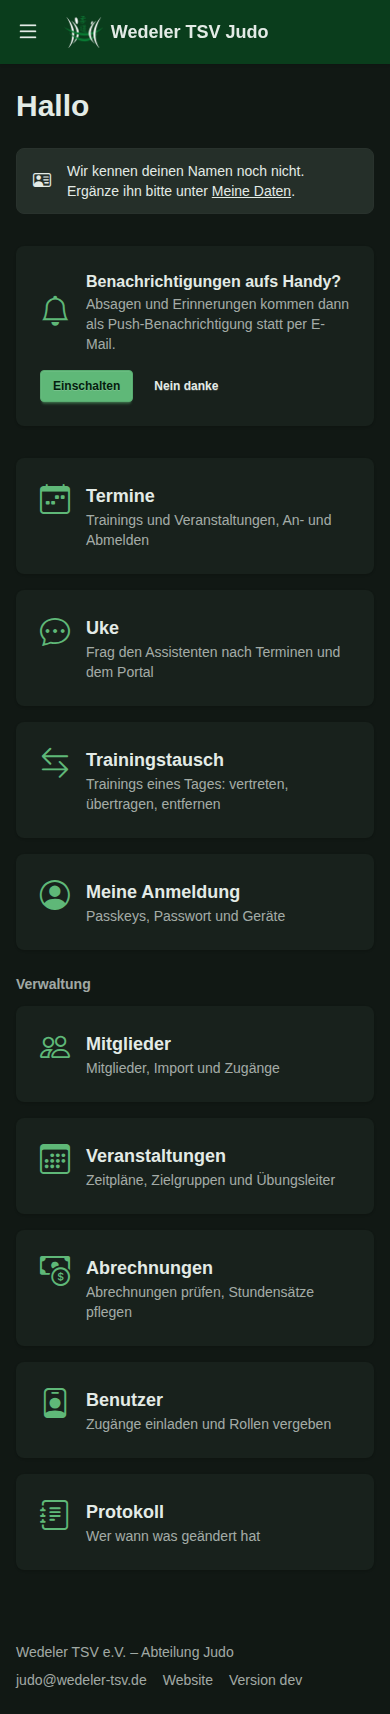 Wedeler TSV Judo
Hallo
Wir kennen deinen Namen noch nicht.
Ergänze ihn bitte unter Meine Daten.
Benachrichtigungen aufs Handy?
Absagen und Erinnerungen kommen dann
als Push-Benachrichtigung statt per E-
Mail.
Einschalten
Nein danke
Termine
Trainings und Veranstaltungen, An- und
Abmelden
Uke
Frag den Assistenten nach Terminen und
dem Portal
Trainingstausch
Trainings eines Tages: vertreten,
übertragen, entfernen
Meine Anmeldung
Passkeys, Passwort und Geräte
Verwaltung
Mitglieder
Mitglieder, Import und Zugänge
Veranstaltungen
Zeitpläne, Zielgruppen und Übungsleiter
Abrechnungen
Abrechnungen prüfen, Stundensätze
pflegen
Benutzer
Zugänge einladen und Rollen vergeben
Protokoll
Wer wann was geändert hat
Wedeler TSV e.V. – Abteilung Judo
judo@wedeler-tsv.de Website Version dev